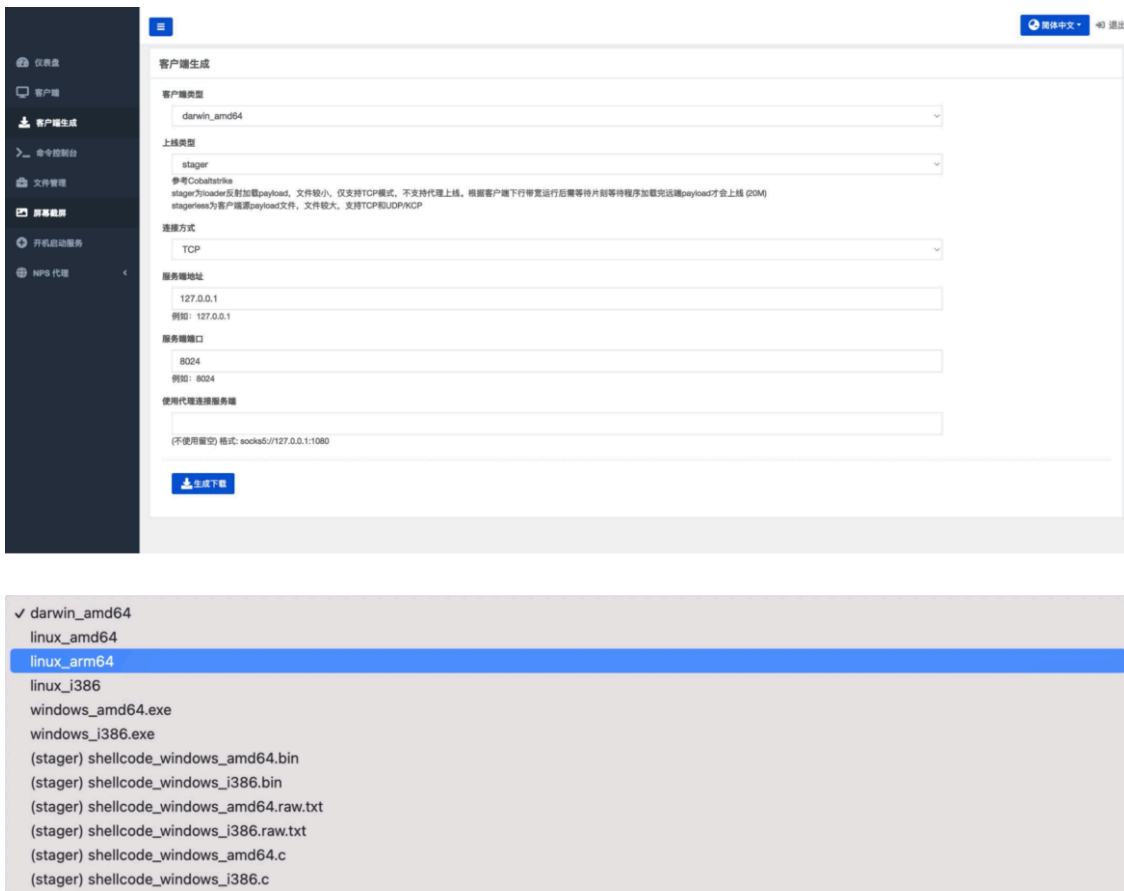 简体中文
退出
仪表盘
客户端
客户端生成
命令控制台
文件管理
屏幕截屏
开机启动服务
NPS 代理
客户端生成
客户端类型
darwin_amd64
上线类型
stager
参考Cobaltstrike
stager为loader反射加载payload，文件较小，仅支持TCP模式，不支持代理上线。根据客户端下行带宽运行后需等待片刻等待程序加载完远端payload才会上线 (20M)
stagerless为客户端源payload文件，文件较大，支持TCP和UDP/KCP
连接方式
TCP
服务端地址
127.0.0.1
例如：127.0.0.1
服务端端口
8024
例如：8024
使用代理连接服务端
(不使用留空) 格式: socks5://127.0.0.1:1080
生成下载
✓ darwin_amd64
linux_amd64
linux_arm64
linux_i386
windows_amd64.exe
windows_i386.exe
(stager) shellcode_windows_amd64.bin
(stager) shellcode_windows_i386.bin
(stager) shellcode_windows_amd64.raw.txt
(stager) shellcode_windows_i386.raw.txt
(stager) shellcode_windows_amd64.c
(stager) shellcode_windows_i386.c